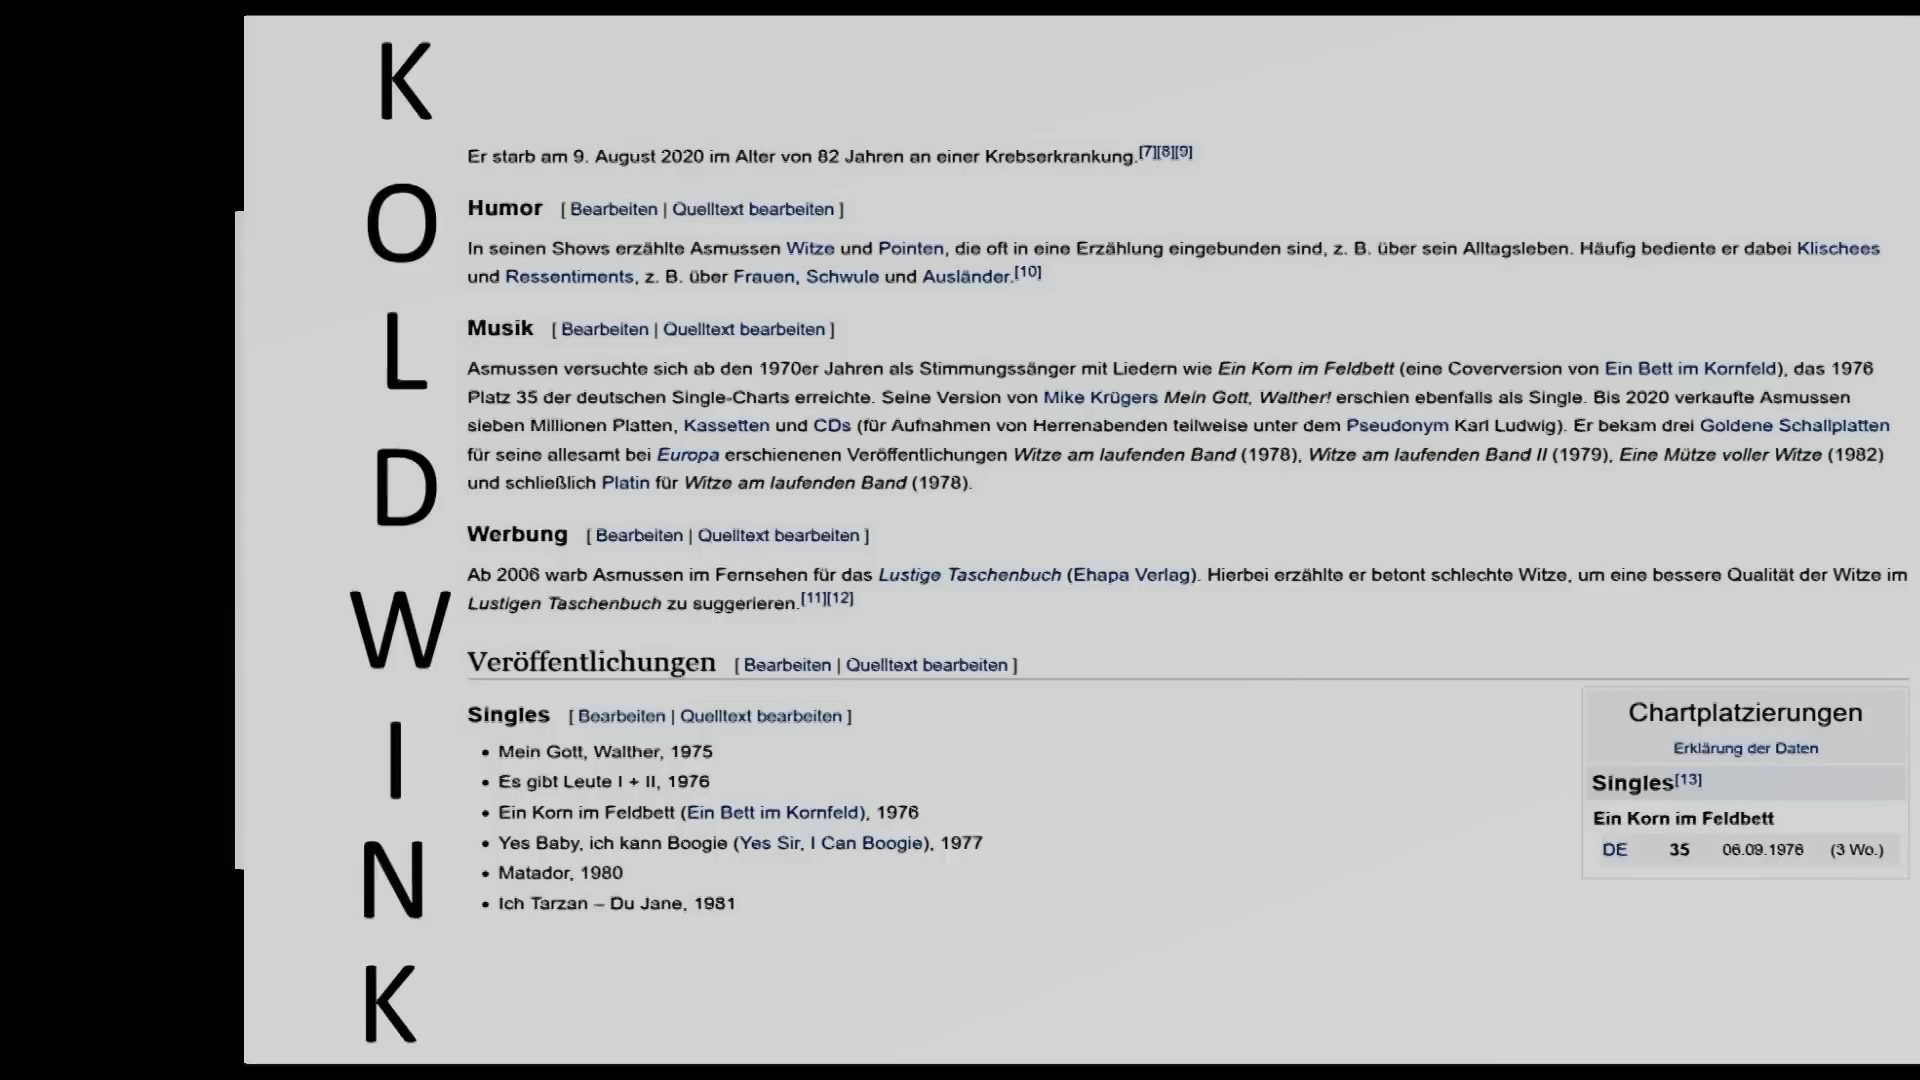 K
O
L
D
W
I
N
K
Er starb am 9. August 2020 im Alter von 82 Jahren an einer Krebserkrankung.[7][8][9]
Humor [ Bearbeiten | Quelltext bearbeiten ]
In seinen Shows erzählte Asmussen Witze und Pointen, die oft in eine Erzählung eingebunden sind, z. B. über sein Alltagsleben. Häufig bediente er dabei Klischees
und Ressentiments, z. B. über Frauen, Schwule und Ausländer.[10]
Musik [ Bearbeiten | Quelltext bearbeiten ]
Asmussen versuchte sich ab den 1970er Jahren als Stimmungssänger mit Liedern wie Ein Korn im Feldbett (eine Coverversion von Ein Bett im Kornfeld), das 1976
Platz 35 der deutschen Single-Charts erreichte. Seine Version von Mike Krügers Mein Gott, Walther! erschien ebenfalls als Single. Bis 2020 verkaufte Asmussen
sieben Millionen Platten, Kassetten und CDs (für Aufnahmen von Herrenabenden teilweise unter dem Pseudonym Karl Ludwig). Er bekam drei Goldene Schallplatten
für seine allesamt bei Europa erschienenen Veröffentlichungen Witze am laufenden Band (1978), Witze am laufenden Band II (1979), Eine Mütze voller Witze (1982)
und schließlich Platin für Witze am laufenden Band (1978).
Werbung [ Bearbeiten | Quelltext bearbeiten ]
Ab 2006 warb Asmussen im Fernsehen für das Lustige Taschenbuch (Ehapa Verlag). Hierbei erzählte er betont schlechte Witze, um eine bessere Qualität der Witze im
Lustigen Taschenbuch zu suggerieren.[11][12]
Veröffentlichungen [ Bearbeiten | Quelltext bearbeiten ]
Singles [ Bearbeiten | Quelltext bearbeiten ]
• Mein Gott, Walther, 1975
• Es gibt Leute I + II, 1976
• Ein Korn im Feldbett (Ein Bett im Kornfeld), 1976
• Yes Baby, ich kann Boogie (Yes Sir, I Can Boogie), 1977
• Matador, 1980
• Ich Tarzan – Du Jane, 1981
Chartplatzierungen
Erklärung der Daten
Singles[13]
Ein Korn im Feldbett
DE 35 06.09.1976 (3 Wo.)